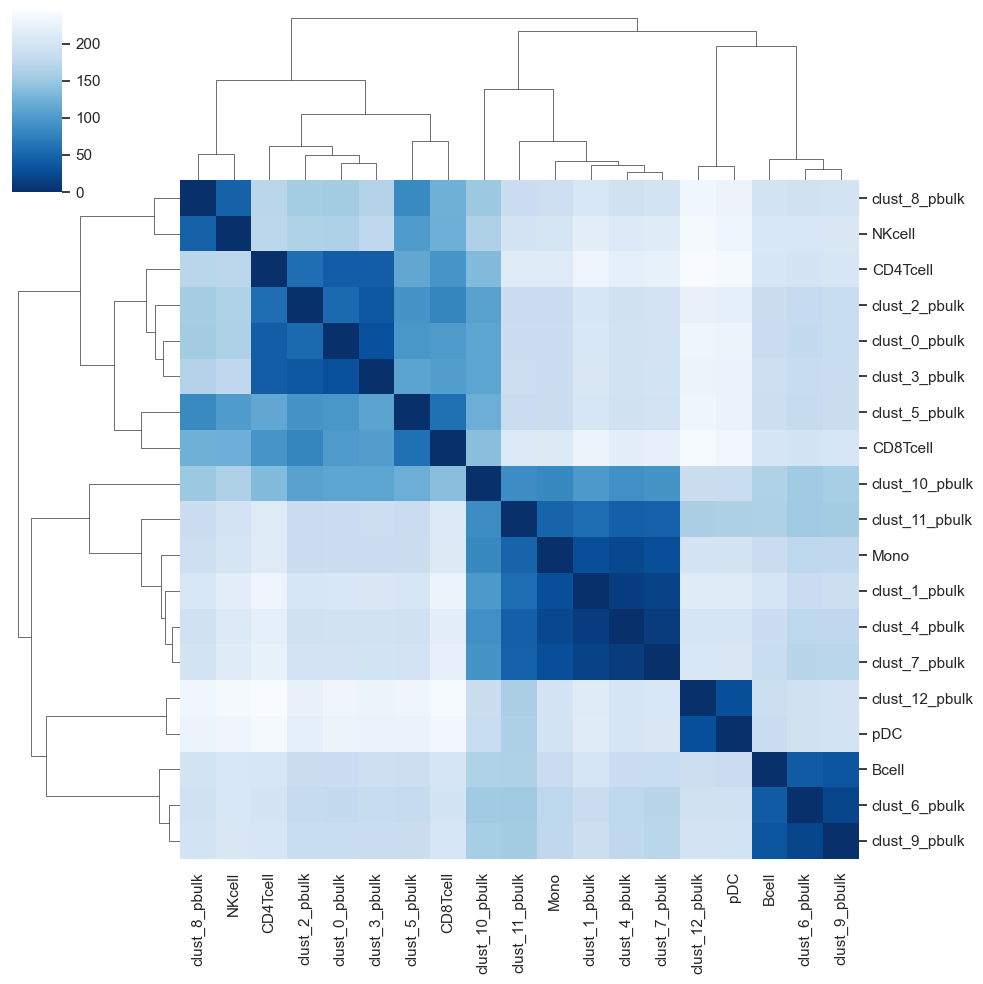 200
150
100
50
0
clust_8_pbulk
NKcell
CD4Tcell
clust_2_pbulk
clust_0_pbulk
clust_3_pbulk
clust_5_pbulk
CD8Tcell
clust_10_pbulk
clust_11_pbulk
Mono
clust_1_pbulk
clust_4_pbulk
clust_7_pbulk
clust_12_pbulk
pDC
Bcell
clust_6_pbulk
clust_9_pbulk
clust_8_pbulk
NKcell
CD4Tcell
clust_2_pbulk
clust_0_pbulk
clust_3_pbulk
clust_5_pbulk
CD8Tcell
clust_10_pbulk
clust_11_pbulk
Mono
clust_1_pbulk
clust_4_pbulk
clust_7_pbulk
clust_12_pbulk
pDC
Bcell
clust_6_pbulk
clust_9_pbulk